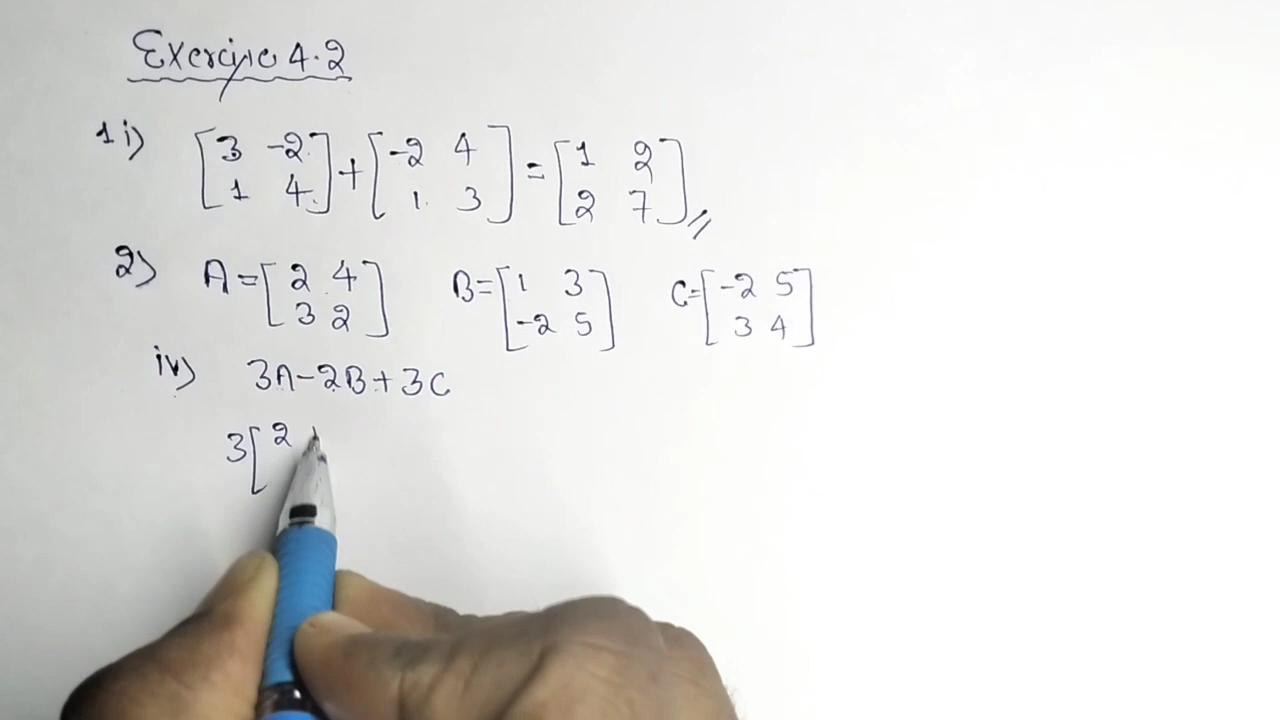 Exercise 4.2
1 i) [3 -2 1 4] + [-2 4 1 3] = [1 2 2 7] //
2) A = [2 4 3 2] B = [1 3 -2 5] C = [-2 5 3 4]
iv) 3A - 2B + 3C
3[ 2